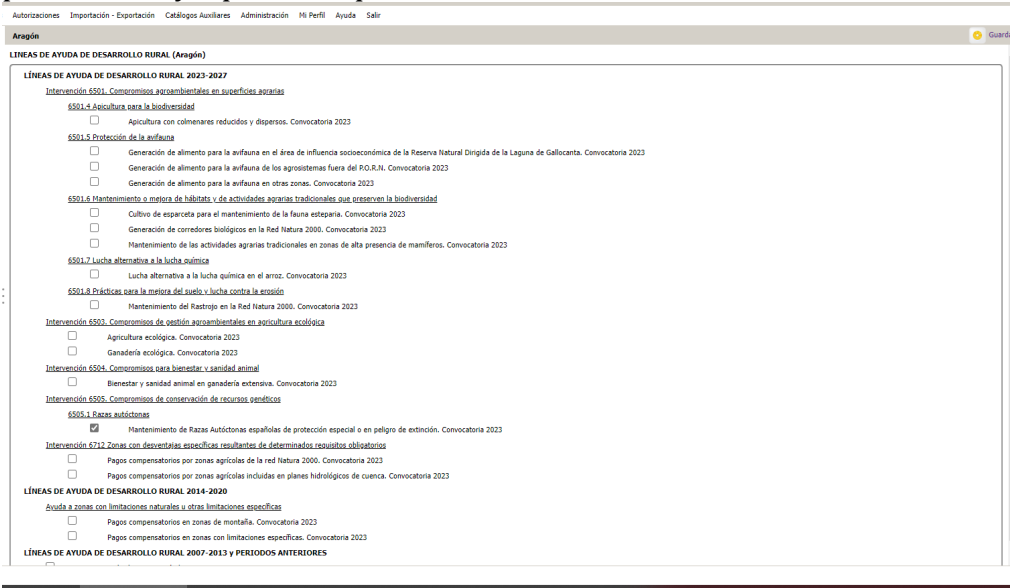 Autorizaciones Importación - Exportación Catálogos Auxiliares Administración Mi Perfil Ayuda Salir
Aragón Guarda
LINEAS DE AYUDA DE DESARROLLO RURAL (Aragón)
LÍNEAS DE AYUDA DE DESARROLLO RURAL 2023-2027
Intervención 6501. Compromisos agroambientales en superficies agrarias
6501.4 Apicultura para la biodiversidad
Apicultura con colmenares reducidos y dispersos. Convocatoria 2023
6501.5 Protección de la avifauna
Generación de alimento para la avifauna en el área de influencia socioeconómica de la Reserva Natural Dirigida de la Laguna de Gallocanta. Convocatoria 2023
Generación de alimento para la avifauna de los agrosistemas fuera del P.O.R.N. Convocatoria 2023
Generación de alimento para la avifauna en otras zonas. Convocatoria 2023
6501.6 Mantenimiento o mejora de hábitats y de actividades agrarias tradicionales que preserven la biodiversidad
Cultivo de esparceta para el mantenimiento de la fauna esteparia. Convocatoria 2023
Generación de corredores biológicos en la Red Natura 2000. Convocatoria 2023
Mantenimiento de las actividades agrarias tradicionales en zonas de alta presencia de mamíferos. Convocatoria 2023
6501.7 Lucha alternativa a la lucha química
Lucha alternativa a la lucha química en el arroz. Convocatoria 2023
6501.8 Prácticas para la mejora del suelo y lucha contra la erosión
Mantenimiento del Rastrojo en la Red Natura 2000. Convocatoria 2023
Intervención 6503. Compromisos de gestión agroambientales en agricultura ecológica
Agricultura ecológica. Convocatoria 2023
Ganadería ecológica. Convocatoria 2023
Intervención 6504. Compromisos para bienestar y sanidad animal
Bienestar y sanidad animal en ganadería extensiva. Convocatoria 2023
Intervención 6505. Compromisos de conservación de recursos genéticos
6505.1 Razas autóctonas
Mantenimiento de Razas Autóctonas españolas de protección especial o en peligro de extinción. Convocatoria 2023
Intervención 6712 Zonas con desventajas específicas resultantes de determinados requisitos obligatorios
Pagos compensatorios por zonas agrícolas de la red Natura 2000. Convocatoria 2023
Pagos compensatorios por zonas agrícolas incluidas en planes hidrológicos de cuenca. Convocatoria 2023
LÍNEAS DE AYUDA DE DESARROLLO RURAL 2014-2020
Ayuda a zonas con limitaciones naturales u otras limitaciones específicas
Pagos compensatorios en zonas de montaña. Convocatoria 2023
Pagos compensatorios en zonas con limitaciones específicas. Convocatoria 2023
LÍNEAS DE AYUDA DE DESARROLLO RURAL 2007-2013 y PERIODOS ANTERIORES